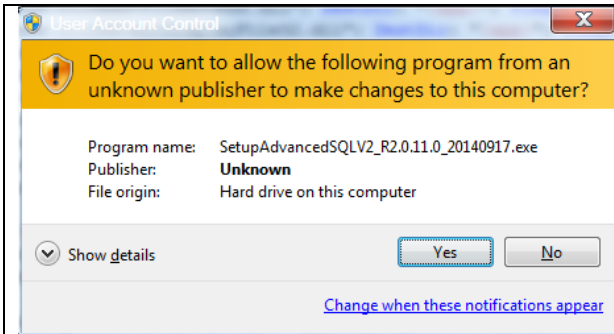 User Account Control
Do you want to allow the following program from an
unknown publisher to make changes to this computer?
Program name: SetupAdvancedSQLV2_R2.0.11.0_20140917.exe
Publisher: Unknown
File origin: Hard drive on this computer
Show details
Yes
No
Change when these notifications appear